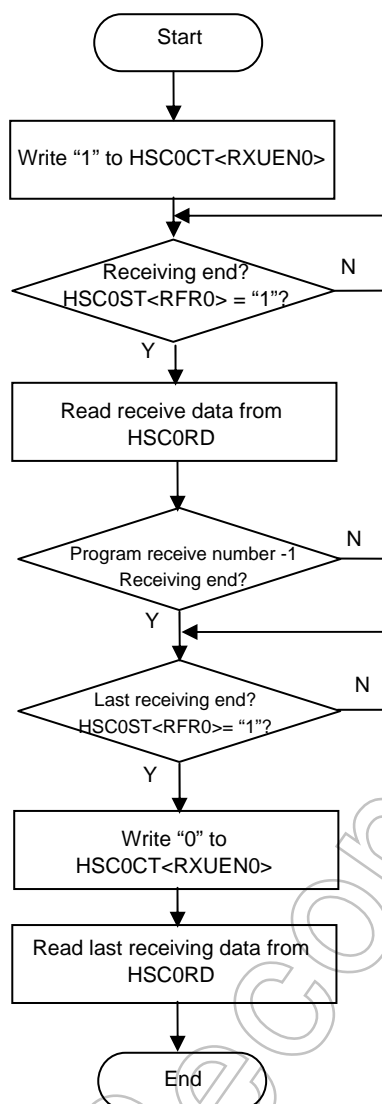 Start
Write “1” to HSC0CT<RXUEN0>
Receiving end?
HSC0ST<RFR0> = “1”?
N
Y
Read receive data from
HSC0RD
Program receive number -1
Receiving end?
N
Y
Last receiving end?
HSC0ST<RFR0>= “1”?
N
Y
Write “0” to
HSC0CT<RXUEN0>
Read last receiving data from
HSC0RD
End